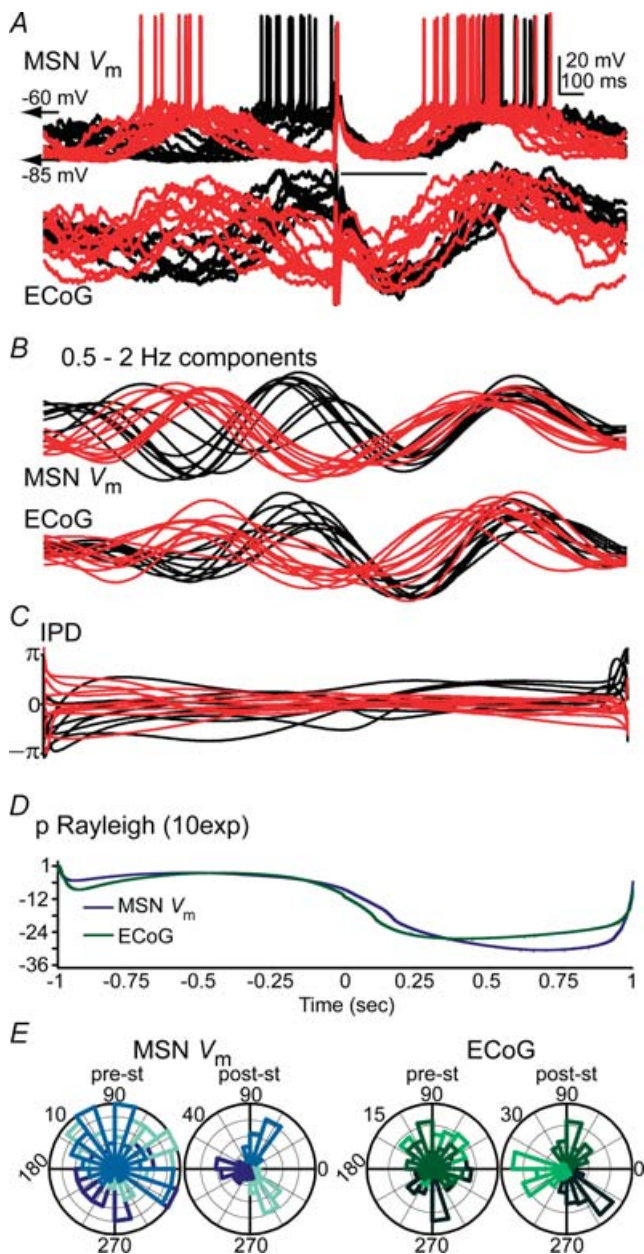 A
MSN Vm
20 mV
100 ms
-60 mV
-85 mV
ECoG
B
0.5 - 2 Hz components
MSN Vm
ECoG
C
IPD
π
0
−π
D
p Rayleigh (10exp)
1
-12
-24
-36
MSN Vm
ECoG
-1 -0.75 -0.5 -0.25 0 0.25 0.5 0.75 1
Time (sec)
E
MSN Vm ECoG
pre-st post-st pre-st post-st
90 90 90 90
10 40 15 30
180 0 180 0
270 270 270 270